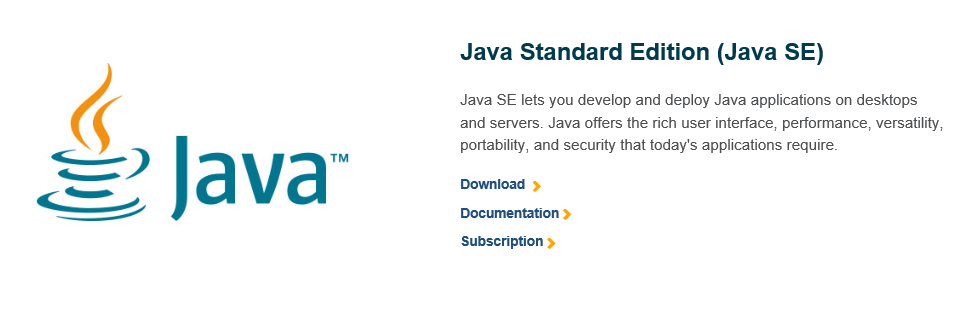 Java™
Java Standard Edition (Java SE)
Java SE lets you develop and deploy Java applications on desktops
and servers. Java offers the rich user interface, performance, versatility,
portability, and security that today's applications require.
Download
Documentation
Subscription